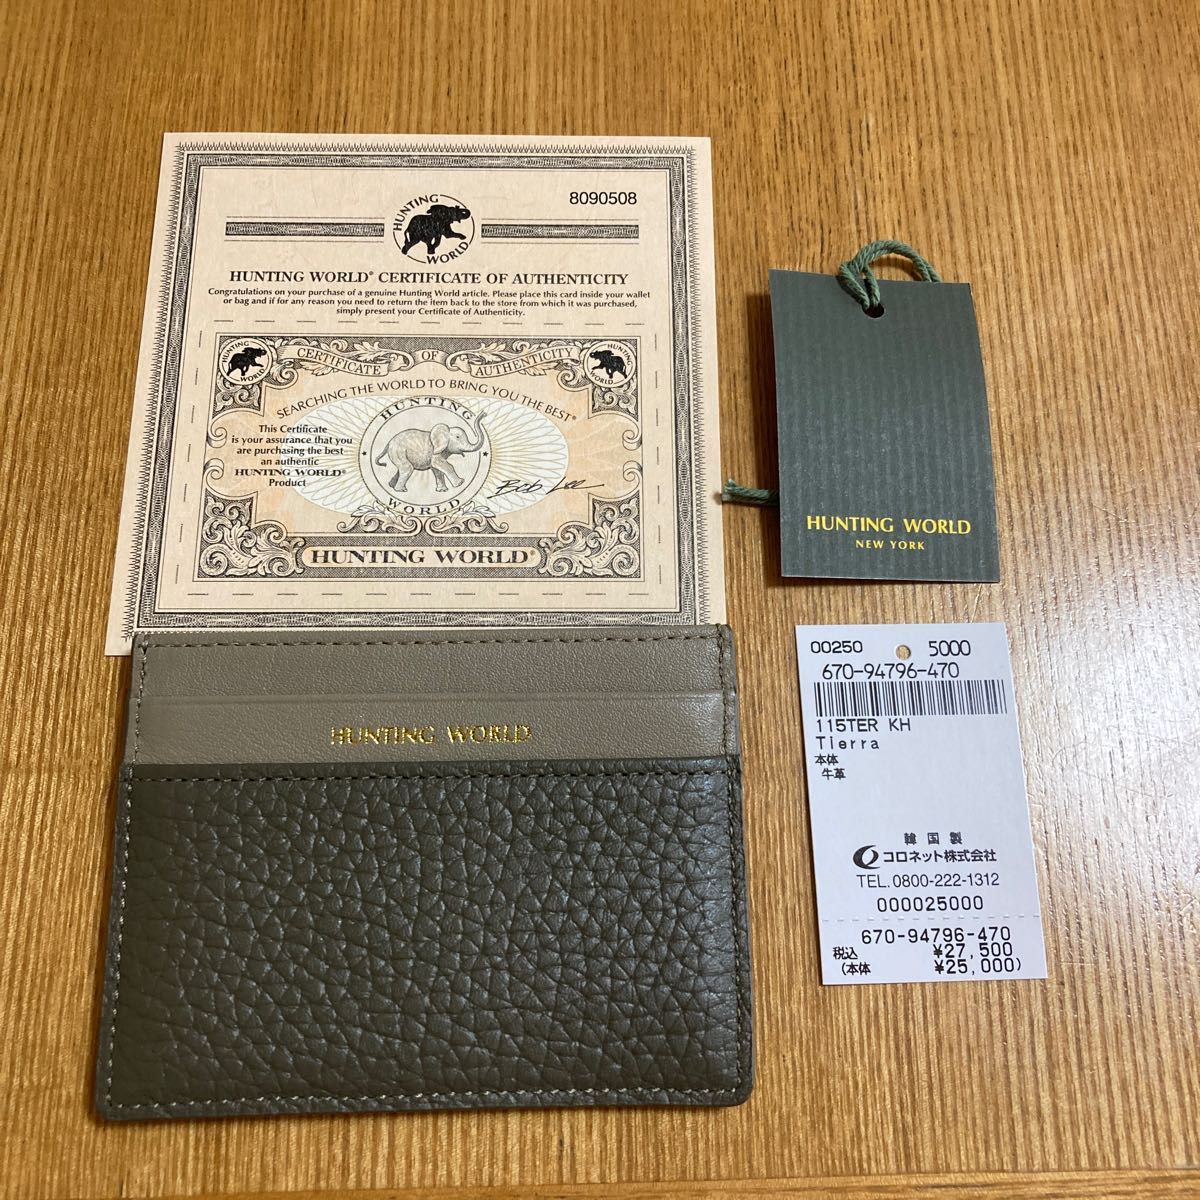 HUNTING WORLD
8090508
HUNTING WORLD® CERTIFICATE OF AUTHENTICITY
Congratulations on your purchase of a genuine Hunting World article. Please place this card inside your wallet
or bag and if for any reason you need to return the item back to the store from which it was purchased,
simply present your Certificate of Authenticity.
HUNTING WORLD
CERTIFICATE OF AUTHENTICITY
HUNTING WORLD
SEARCHING THE WORLD TO BRING YOU THE BEST®
HUNTING WORLD
This Certificate
is your assurance that you
are purchasing the best
an authentic
HUNTING WORLD®
Product
Bob Lee
HUNTING WORLD®
HUNTING WORLD
NEW YORK
HUNTING WORLD
00250 5000
670-94796-470
115TER KH
Tierra
本体
牛革
韓国製
コロネット株式会社
TEL.0800-222-1312
000025000
670-94796-470
税込 ¥27,500
(本体 ¥25,000)